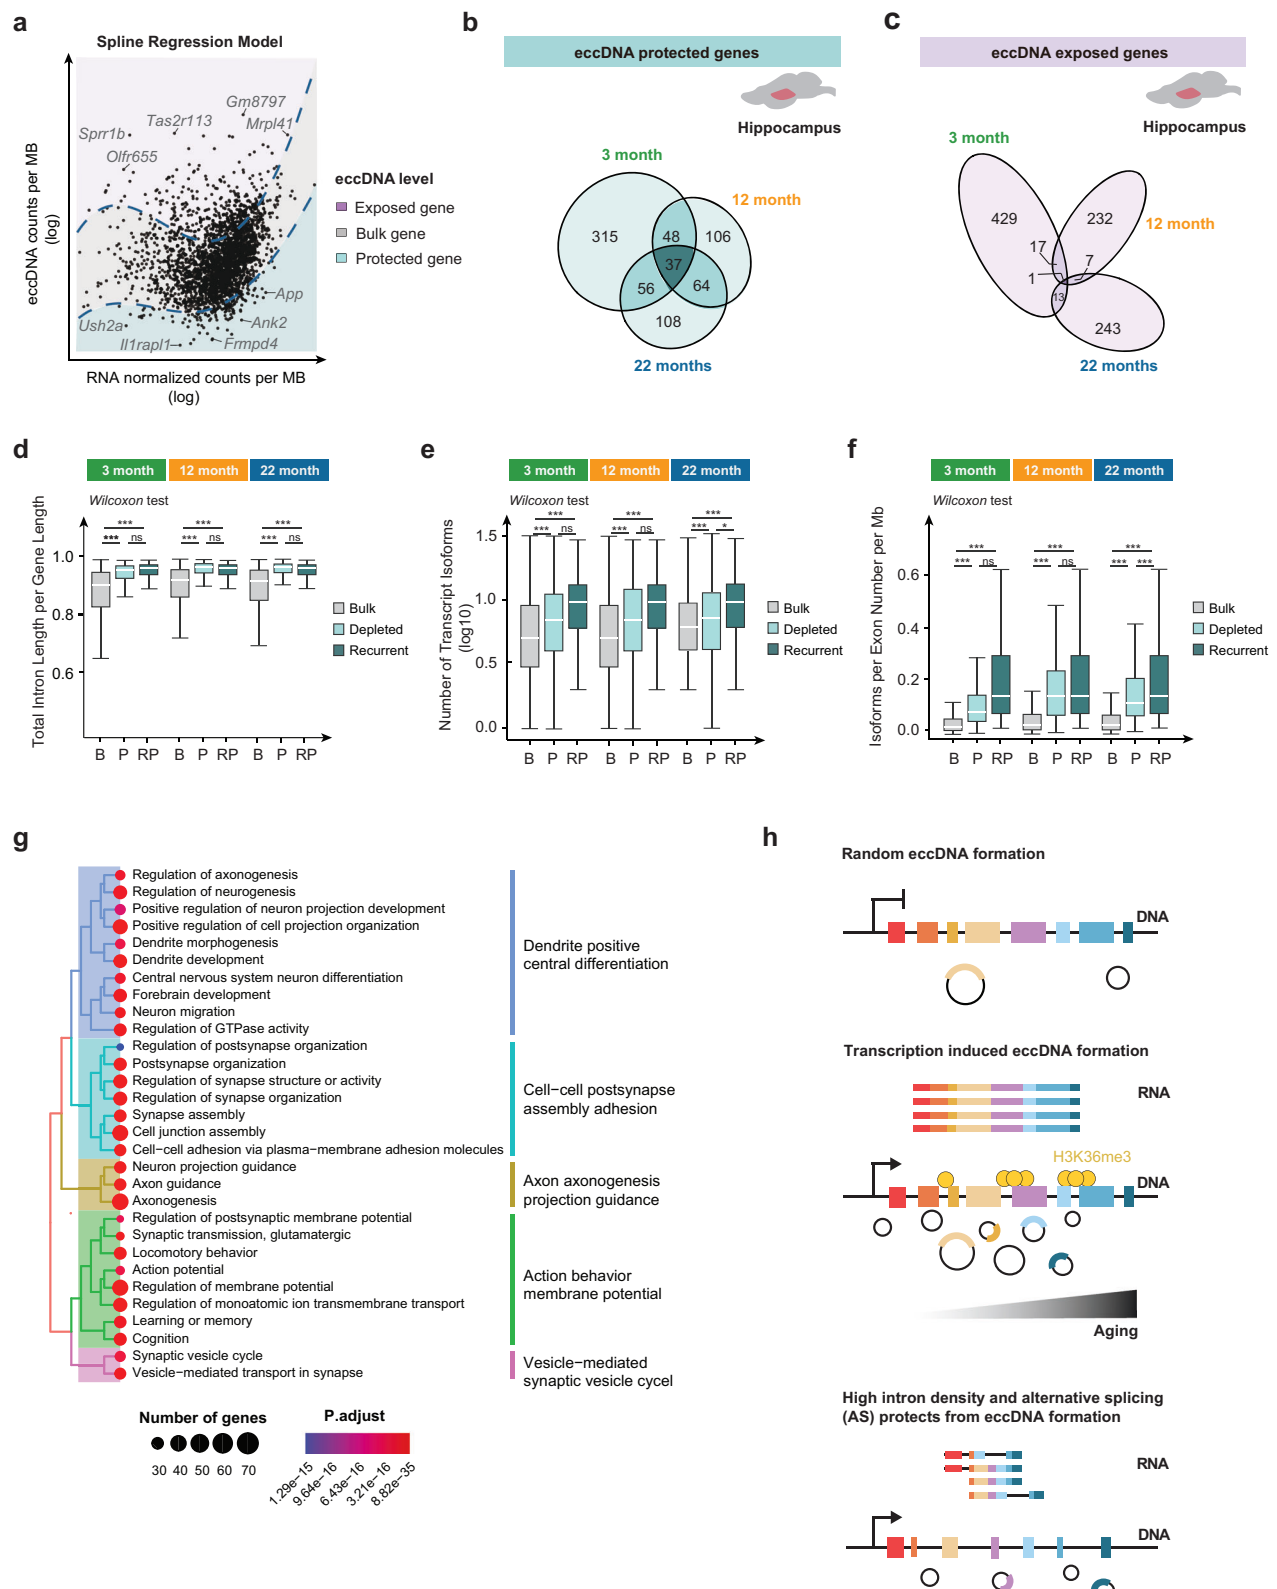 a
Spline Regression Model
eccDNA counts per MB
(log)
Gm8797
Tas2r113
Mrpl41
Sprr1b
Olfr655
App
Ush2a
Ank2
Il1rapl1
Frmpd4
RNA normalized counts per MB
(log)
eccDNA level
Exposed gene
Bulk gene
Protected gene
b
eccDNA protected genes
Hippocampus
3 month
12 month
315
48
106
37
56
64
108
22 months
c
eccDNA exposed genes
Hippocampus
3 month
429
232
12 month
17
7
1
13
243
22 months
d
3 month
12 month
22 month
Wilcoxon test
Total Intron Length per Gene Length
*** *** ***
*** ns *** ns *** ns
1.0
0.8
0.6
B P RP B P RP B P RP
Bulk
Depleted
Recurrent
e
3 month
12 month
22 month
Wilcoxon test
Number of Transcript Isoforms
(log10)
*** *** ***
*** ns *** ns *** *
1.5
1.0
0.5
0.0
B P RP B P RP B P RP
Bulk
Depleted
Recurrent
f
3 month
12 month
22 month
Wilcoxon test
Isoforms per Exon Number per Mb
*** *** ***
*** ns *** ns *** ***
0.6
0.4
0.2
0.0
B P RP B P RP B P RP
Bulk
Depleted
Recurrent
g
Regulation of axonogenesis
Regulation of neurogenesis
Positive regulation of neuron projection development
Positive regulation of cell projection organization
Dendrite morphogenesis
Dendrite development
Central nervous system neuron differentiation
Forebrain development
Neuron migration
Regulation of GTPase activity
Regulation of postsynapse organization
Postsynapse organization
Regulation of synapse structure or activity
Regulation of synapse organization
Synapse assembly
Cell junction assembly
Cell−cell adhesion via plasma−membrane adhesion molecules
Neuron projection guidance
Axon guidance
Axonogenesis
Regulation of postsynaptic membrane potential
Synaptic transmission, glutamatergic
Locomotory behavior
Action potential
Regulation of membrane potential
Regulation of monoatomic ion transmembrane transport
Learning or memory
Cognition
Synaptic vesicle cycle
Vesicle−mediated transport in synapse
Dendrite positive
central differentiation
Cell−cell postsynapse
assembly adhesion
Axon axonogenesis
projection guidance
Action behavior
membrane potential
Vesicle−mediated
synaptic vesicle cycel
Number of genes
30 40 50 60 70
P.adjust
1.29e−15
9.64e−16
6.43e−16
3.21e−16
8.82e−35
h
Random eccDNA formation
DNA
Transcription induced eccDNA formation
RNA
H3K36me3
DNA
Aging
High intron density and alternative splicing
(AS) protects from eccDNA formation
RNA
DNA